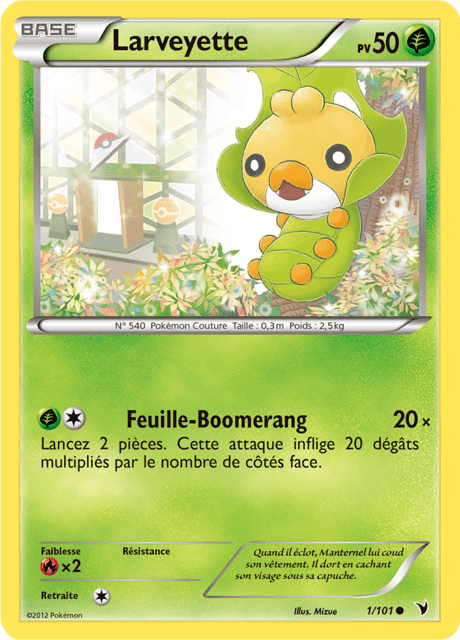 BASE
Larveyette
PV50
N° 540 Pokémon Couture Taille : 0,3m Poids : 2,5kg
Feuille-Boomerang 20×
Lancez 2 pièces. Cette attaque inflige 20 dégâts
multipliés par le nombre de côtés face.
Faiblesse Résistance
×2
Quand il éclot, Manternel lui coud
son vêtement. Il dort en cachant
son visage sous sa capuche.
Retraite
©2012 Pokémon
Illus. Mizue
1/101